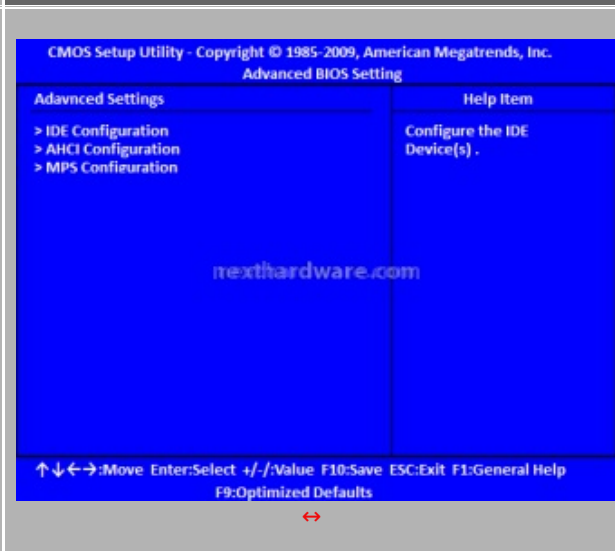 CMOS Setup Utility - Copyright © 1985-2009, American Megatrends, Inc.
Advanced BIOS Setting
Adavnced Settings
Help Item
> IDE Configuration
> AHCI Configuration
> MPS Configuration
Configure the IDE
Device(s) .
nexthardware.com
↑↓←→:Move Enter:Select +/-/:Value F10:Save ESC:Exit F1:General Help
F9:Optimized Defaults
↔